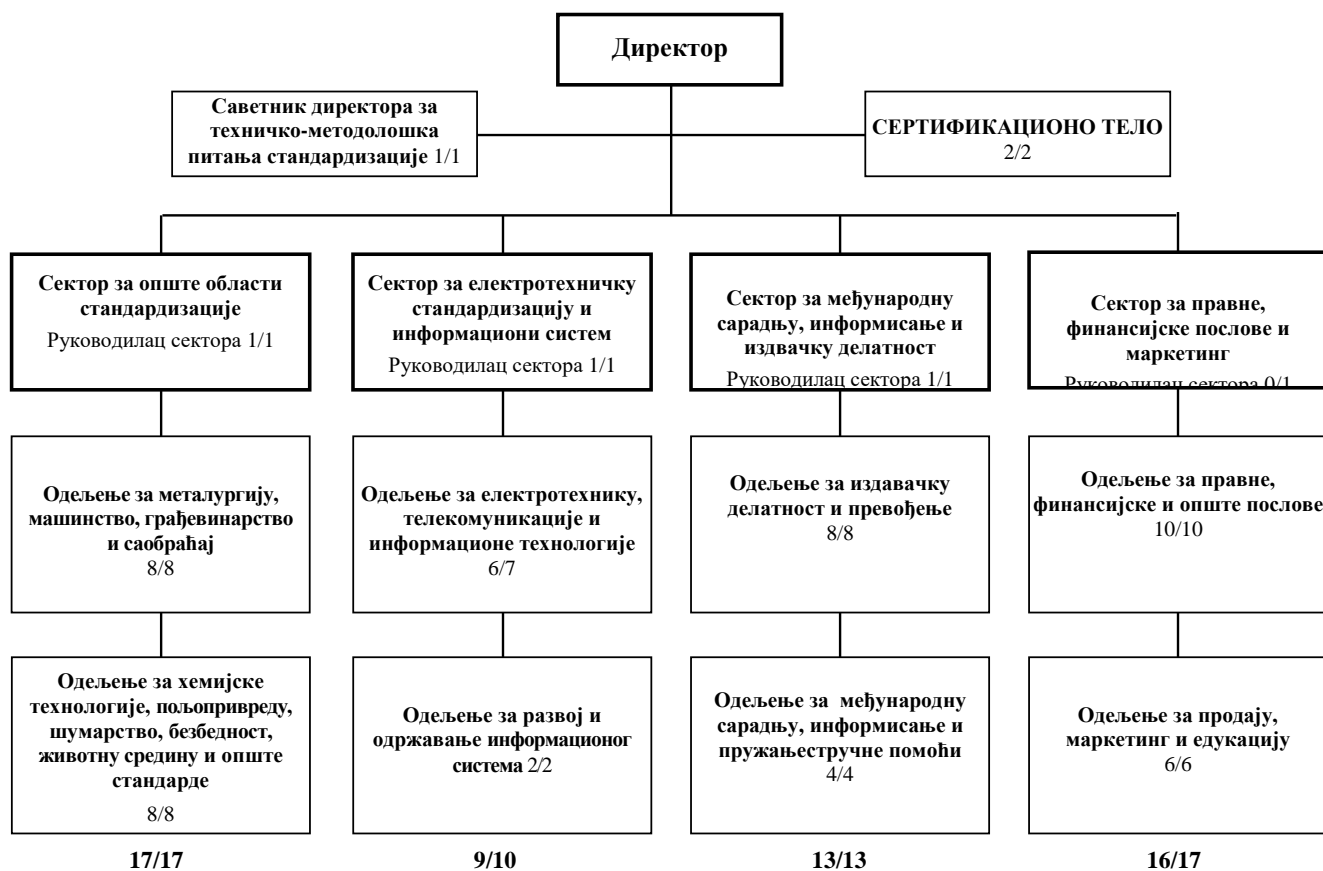 Директор
Саветник директора за
техничко-методолошка
питања стандардизације 1/1
СЕРТИФИКАЦИОНО ТЕЛО
2/2
Сектор за опште области
стандардизације
Руководилац сектора 1/1
Сектор за електротехничку
стандардизацију и
информациони систем
Руководилац сектора 1/1
Сектор за међународну
сарадњу, информисање и
издвачку делатност
Руководилац сектора 1/1
Сектор за правне,
финансијске послове и
маркетинг
Руководилац сектора 0/1
Одељење за металургију,
машинство, грађевинарство
и саобраћај
8/8
Одељење за електротехнику,
телекомуникације и
информационе технологије
6/7
Одељење за издавачку
делатност и превођење
8/8
Одељење за правне,
финансијске и опште послове
10/10
Одељење за хемијске
технологије, пољопривреду,
шумарство, безбедност,
животну средину и опште
стандарде
8/8
Одељење за развој и
одржавање информационог
система 2/2
Одељење за међународну
сарадњу, информисање и
пружањестручне помоћи
4/4
Одељење за продају,
маркетинг и едукацију
6/6
17/17
9/10
13/13
16/17